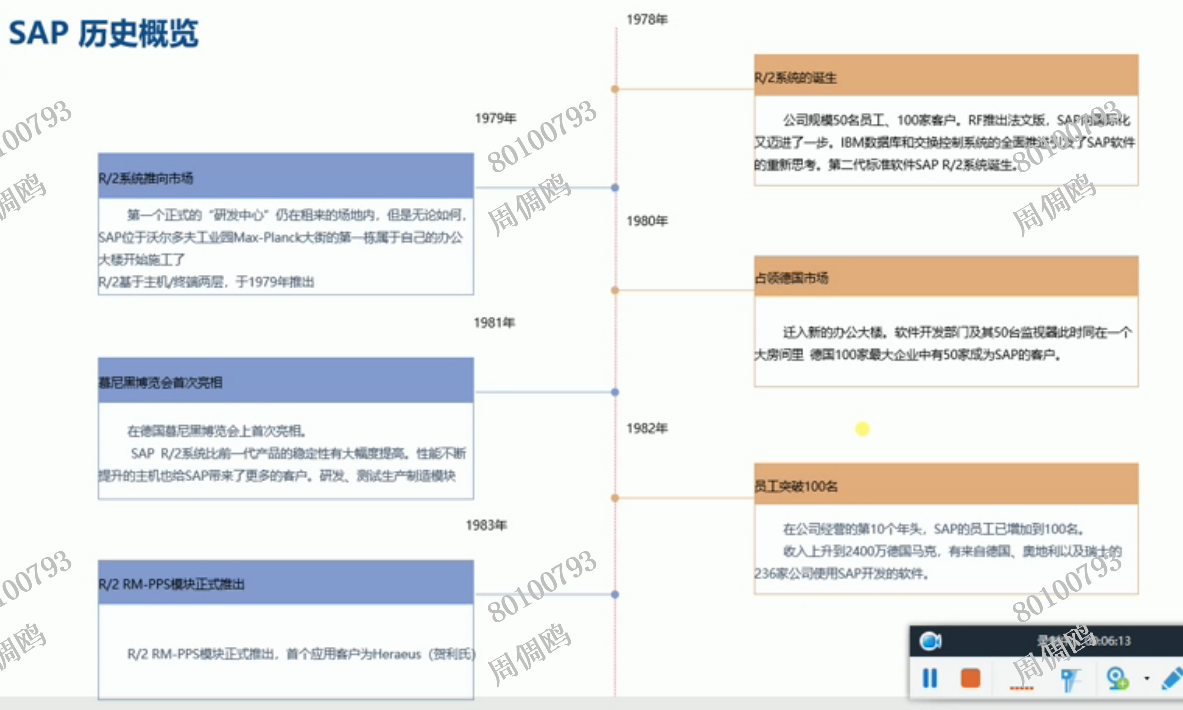 SAP 历史概览
1978年
R/2系统的诞生
公司规模50名员工、100家客户。RF推出法文版，SAP向国际化
又迈进了一步。IBM数据库和交换控制系统的全面推进引发了SAP软件
的重新思考。第二代标准软件SAP R/2系统诞生。
1979年
R/2系统推向市场
第一个正式的“研发中心”仍在租来的场地内，但是无论如何，
SAP位于沃尔多夫工业园Max-Planck大街的第一栋属于自己的办公
大楼开始施工了
R/2基于主机/终端两层，于1979年推出
1980年
占领德国市场
迁入新的办公大楼。软件开发部门及其50台监视器此时同在一个
大房间里 德国100家最大企业中有50家成为SAP的客户。
1981年
慕尼黑博览会首次亮相
在德国慕尼黑博览会上首次亮相。
SAP R/2系统比前一代产品的稳定性有大幅度提高。性能不断
提升的主机也给SAP带来了更多的客户。研发、测试生产制造模块
1982年
员工突破100名
在公司经营的第10个年头，SAP的员工已增加到100名。
收入上升到2400万德国马克，有来自德国、奥地利以及瑞士的
236家公司使用SAP开发的软件。
1983年
R/2 RM-PPS模块正式推出
R/2 RM-PPS模块正式推出，首个应用客户为Heraeus（贺利氏）
80100793
周倜鸥
80100793
周倜鸥
80100793
周倜鸥
80100793
周倜鸥
80100793
周倜鸥
80100793
周倜鸥
:06:13